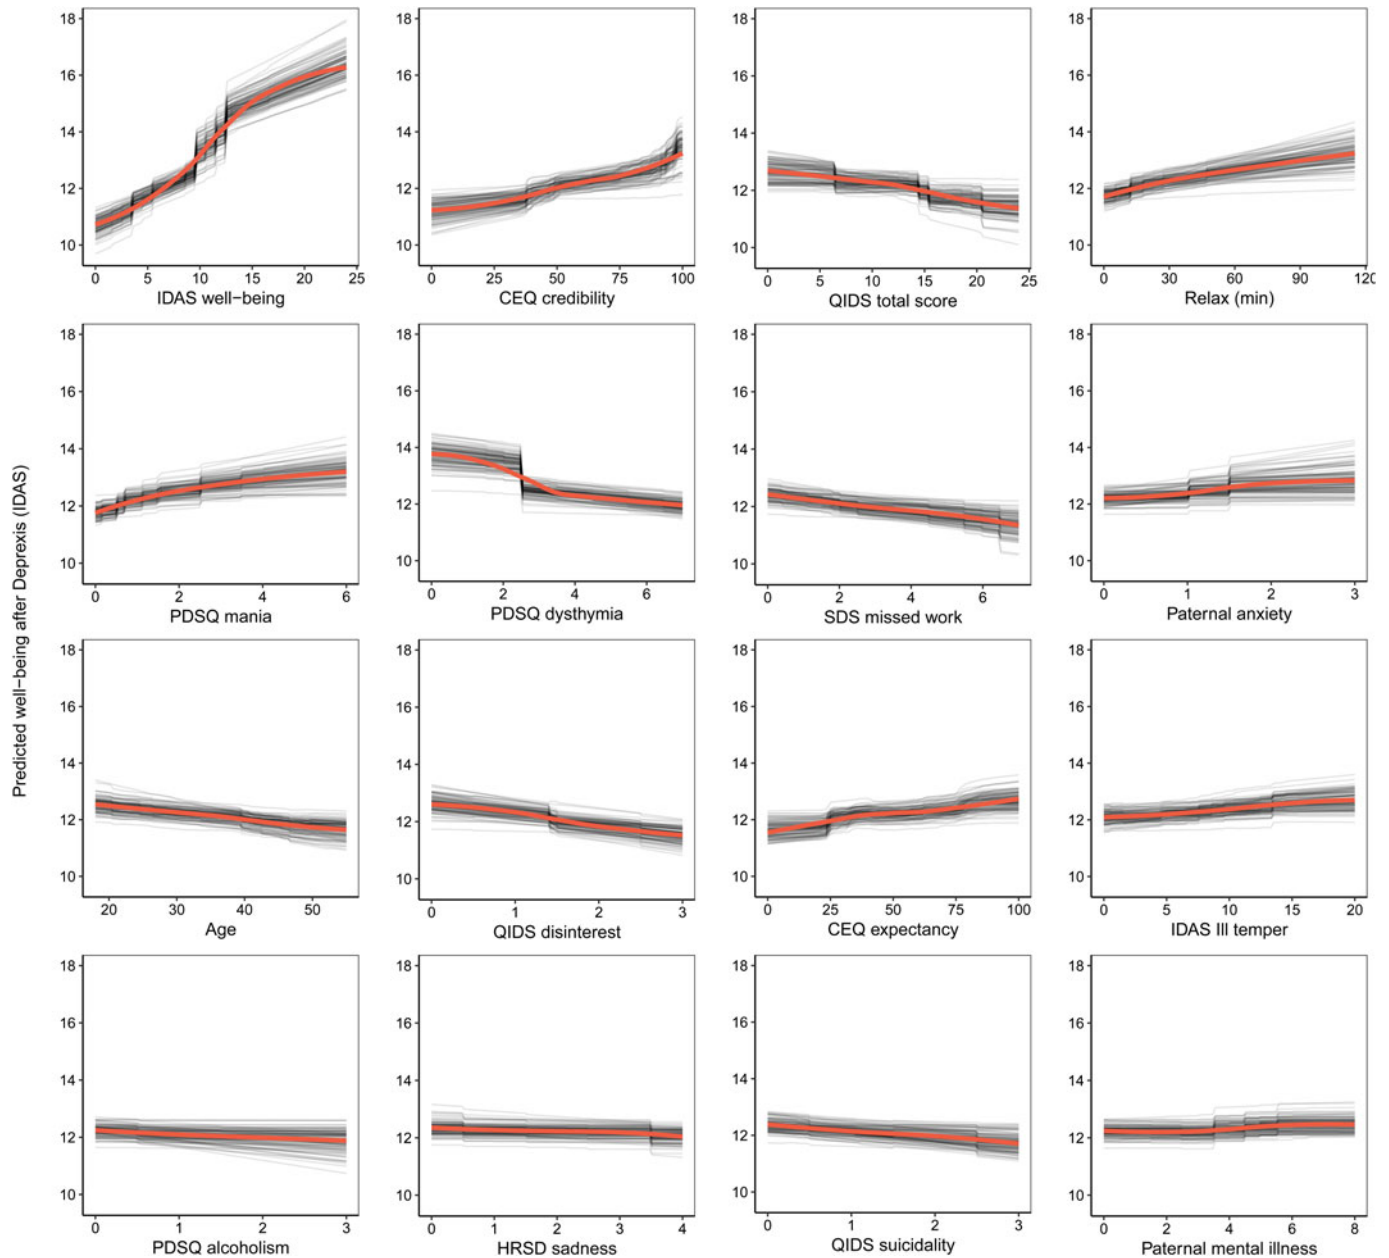 18 18 18 18
16 16 16 16
14 14 14 14
12 12 12 12
10 10 10 10
0 5 10 15 20 25 0 25 50 75 100 0 5 10 15 20 25 0 30 60 90 120
IDAS well-being CEQ credibility QIDS total score Relax (min)
18 18 18 18
16 16 16 16
14 14 14 14
12 12 12 12
10 10 10 10
0 2 4 6 0 2 4 6 0 2 4 6 0 1 2 3
PDSQ mania PDSQ dysthymia SDS missed work Paternal anxiety
Predicted well-being after Deprexis (IDAS)
18 18 18 18
16 16 16 16
14 14 14 14
12 12 12 12
10 10 10 10
20 30 40 50 0 1 2 3 0 25 50 75 100 0 5 10 15 20
Age QIDS disinterest CEQ expectancy IDAS Ill temper
18 18 18 18
16 16 16 16
14 14 14 14
12 12 12 12
10 10 10 10
0 1 2 3 0 1 2 3 4 0 1 2 3 0 2 4 6 8
PDSQ alcoholism HRSD sadness QIDS suicidality Paternal mental illness